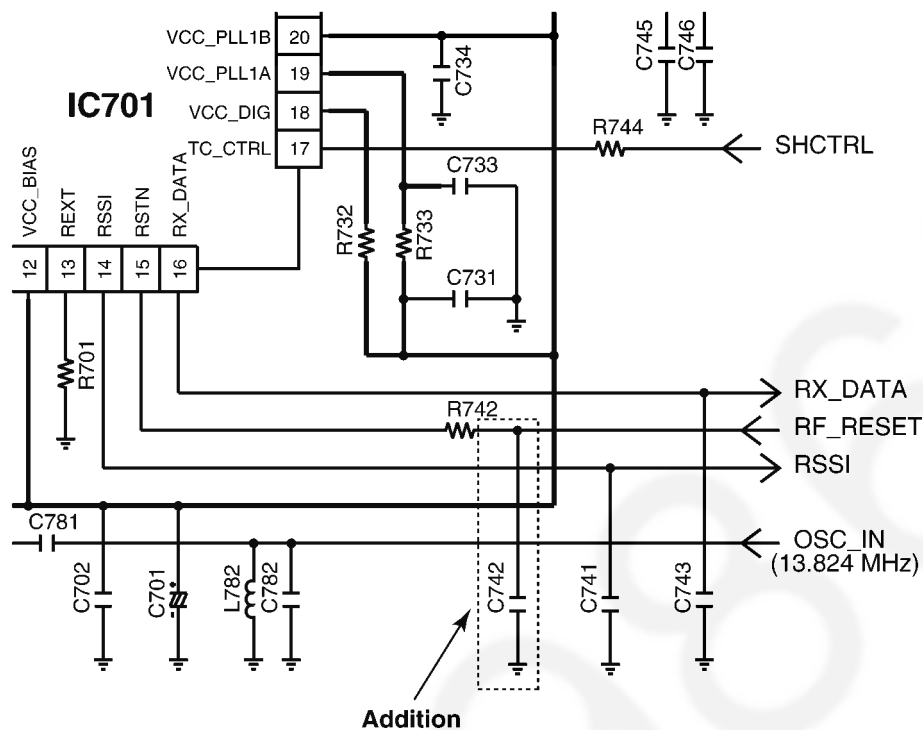 VCC_PLL1B
20
VCC_PLL1A
19
IC701
VCC_DIG
18
TC_CTRL
17
C734
C745
C746
R744
SHCTRL
VCC_BIAS
REXT
RSSI
RSTN
RX_DATA
12
13
14
15
16
C733
R732
R733
C731
R701
RX_DATA
R742
RF_RESET
RSSI
C781
OSC_IN
(13.824 MHz)
C702
C701
L782
C782
C742
C741
C743
Addition